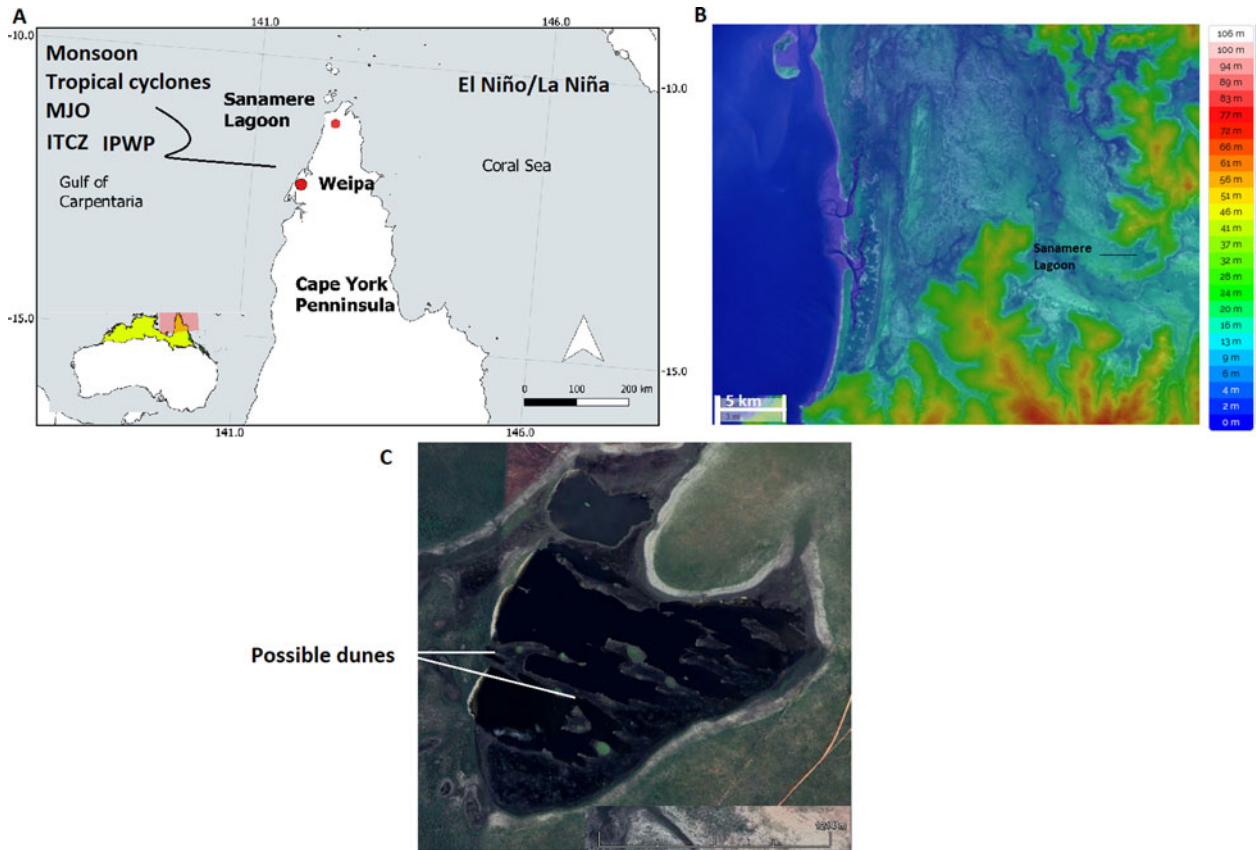 A
141.0
146.0
-10.0
Monsoon
Tropical cyclones
MJO
ITCZ IPWP
Sanamere
Lagoon
El Niño/La Niña
-10.0
Gulf of
Carpentaria
Weipa
Coral Sea
Cape York
Penninsula
-15.0
-15.0
0 100 200 km
141.0
146.0
B
Sanamere
Lagoon
5 km
106 m
100 m
94 m
89 m
83 m
77 m
72 m
66 m
61 m
56 m
51 m
46 m
41 m
37 m
32 m
28 m
24 m
20 m
16 m
13 m
9 m
6 m
4 m
2 m
0 m
C
Possible dunes